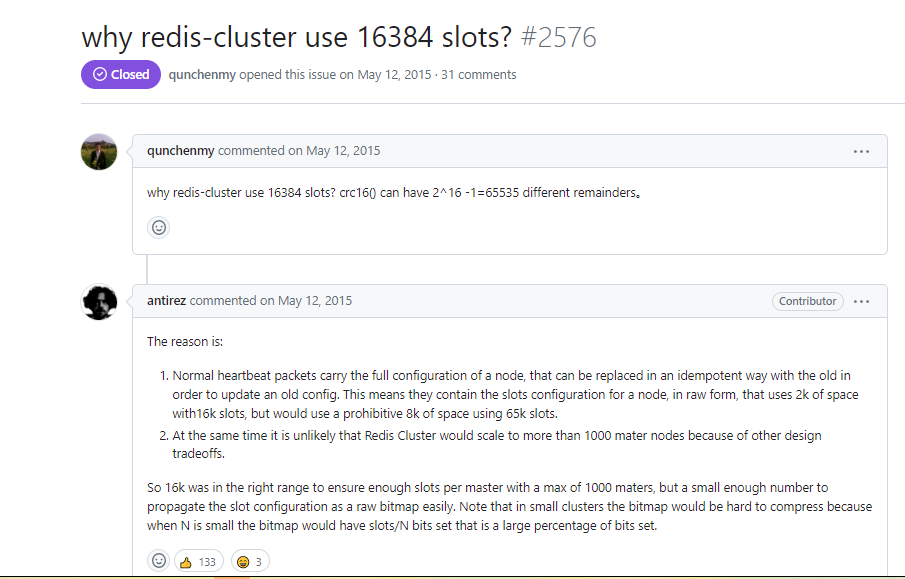 why redis-cluster use 16384 slots? #2576
Closed qunchenmy opened this issue on May 12, 2015 · 31 comments
qunchenmy commented on May 12, 2015
why redis-cluster use 16384 slots? crc16() can have 2^16 -1=65535 different remainders。
antirez commented on May 12, 2015 Contributor
The reason is:
1. Normal heartbeat packets carry the full configuration of a node, that can be replaced in an idempotent way with the old in
order to update an old config. This means they contain the slots configuration for a node, in raw form, that uses 2k of space
with16k slots, but would use a prohibitive 8k of space using 65k slots.
2. At the same time it is unlikely that Redis Cluster would scale to more than 1000 mater nodes because of other design
tradeoffs.
So 16k was in the right range to ensure enough slots per master with a max of 1000 maters, but a small enough number to
propagate the slot configuration as a raw bitmap easily. Note that in small clusters the bitmap would be hard to compress because
when N is small the bitmap would have slots/N bits set that is a large percentage of bits set.
133 3